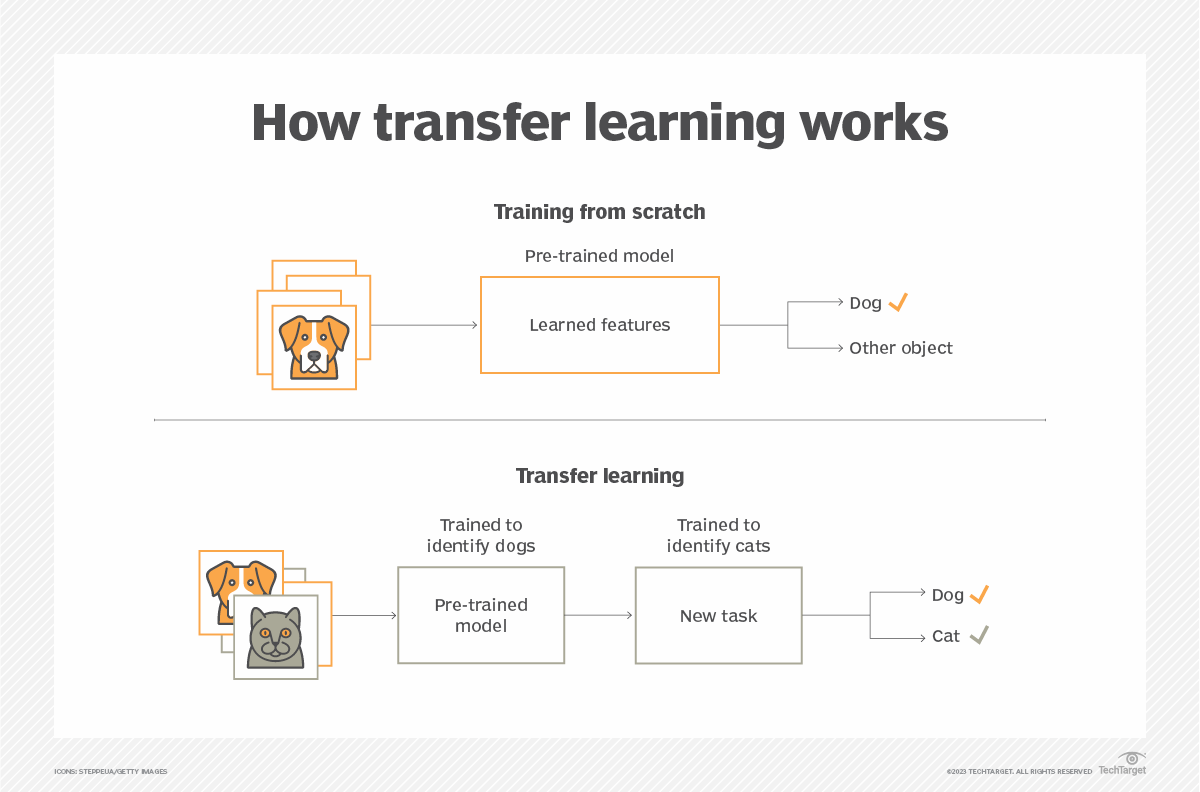 How transfer learning works
Training from scratch
Pre-trained model
Learned features
Dog
Other object
Transfer learning
Trained to
identify dogs
Trained to
identify cats
Pre-trained
model
New task
Dog
Cat
ICONS: STEPPEUA/GETTY IMAGES
©2023 TECHTARGET. ALL RIGHTS RESERVED
TechTarget